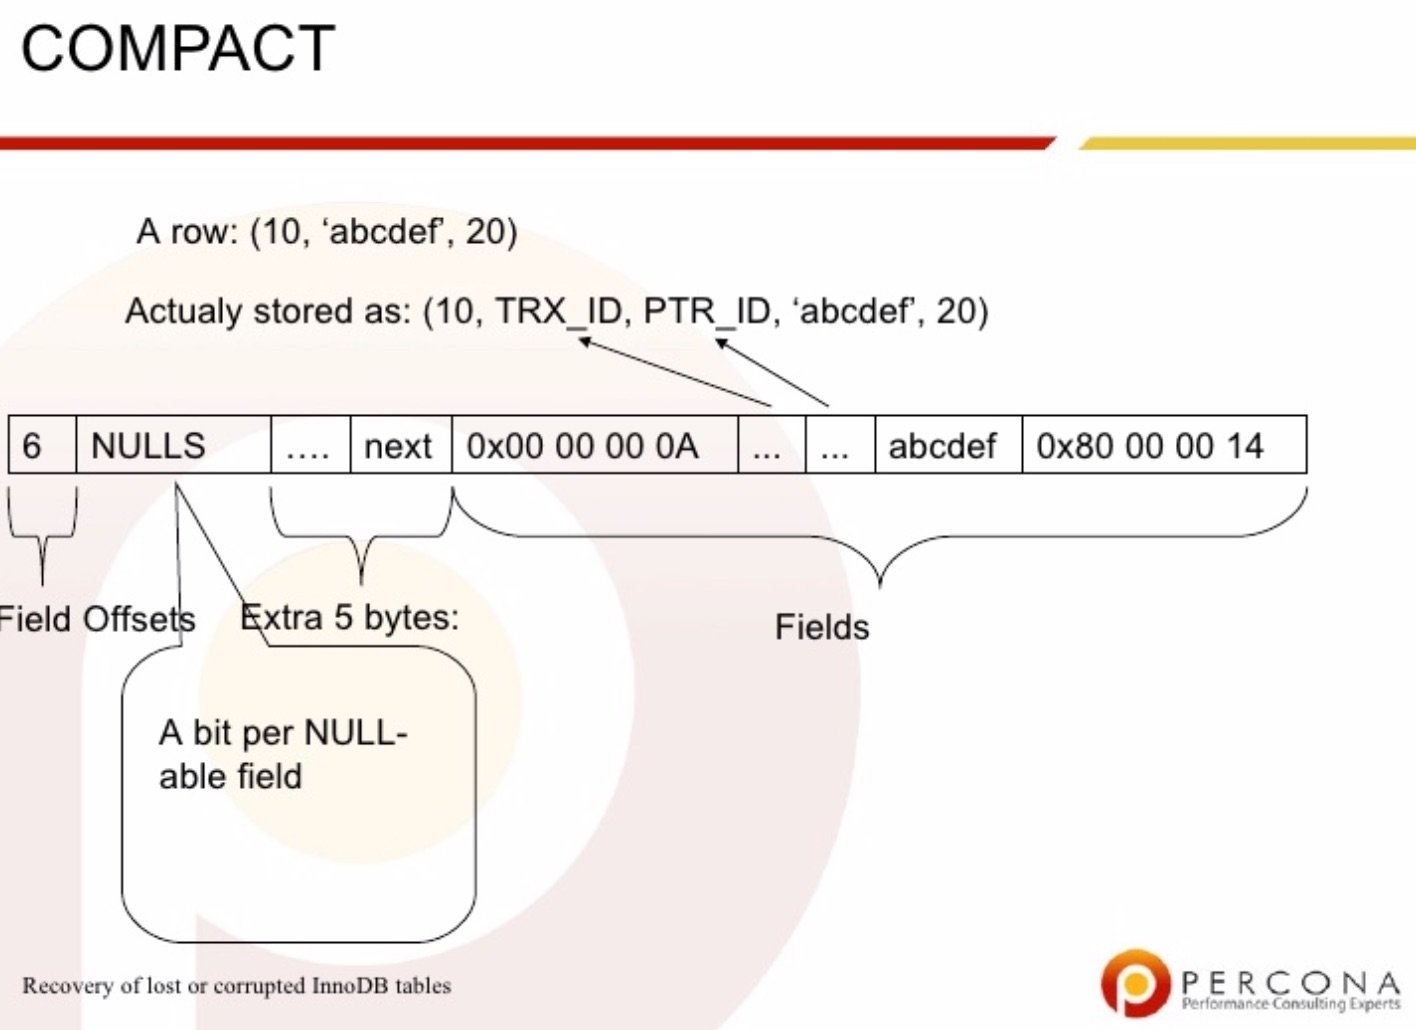 COMPACT
A row: (10, ‘abcdef’, 20)
Actualy stored as: (10, TRX_ID, PTR_ID, ‘abcdef’, 20)
6 NULLS .... next 0x00 00 00 0A ... ... abcdef 0x80 00 00 14
Field Offsets Extra 5 bytes: Fields
A bit per NULL-
able field
Recovery of lost or corrupted InnoDB tables
PERCONA
Performance Consulting Experts